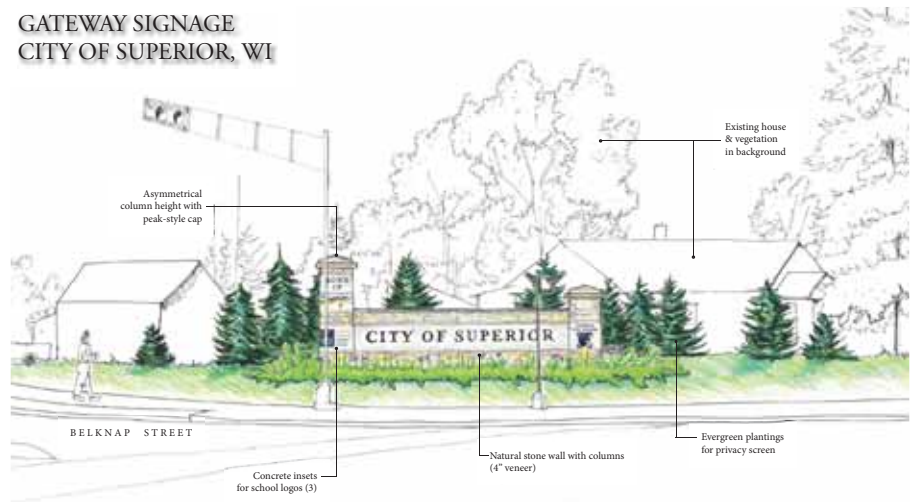 GATEWAY SIGNAGE
CITY OF SUPERIOR, WI
Existing house
& vegetation
in background
Asymmetrical
column height with
peak-style cap
CITY OF SUPERIOR
BELKNAP STREET
Evergreen plantings
for privacy screen
Natural stone wall with columns
(4" veneer)
Concrete insets
for school logos (3)